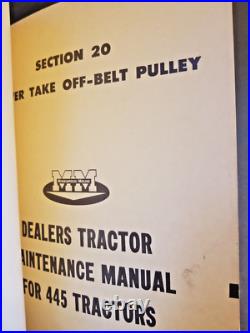 SECTION 20
ER TAKE OFF-BELT PULLEY
MM
DEALERS TRACTOR
AINTENANCE MANUAL
FOR 445 TRACTORS